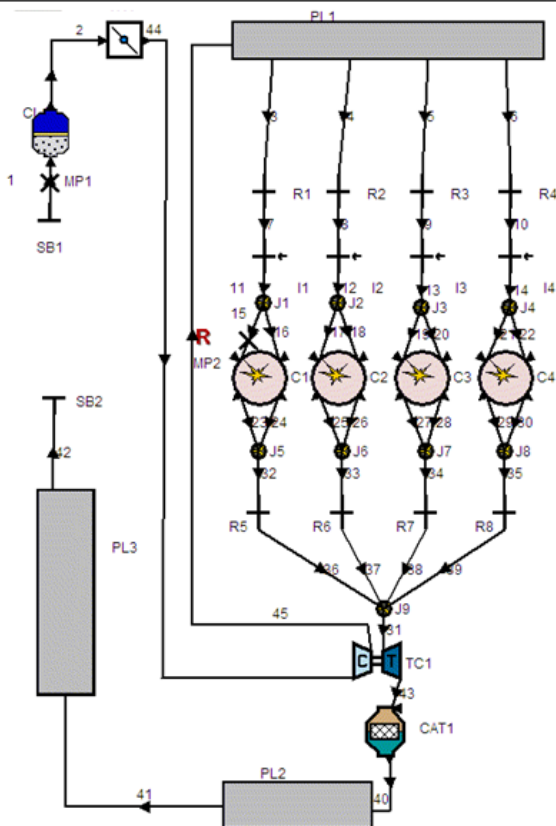 PL1
2 44
CL
1 MP1
SB1
3 4 5 6
R1 R2 R3 R4
7 8 9 10
11 I1 12 I2 13 I3 14 I4
J1 J2 J3 J4
15 16 17 18 19 20 21 22
R
MP2
C1 C2 C3 C4
SB2
23 24 25 26 27 28 29 30
J5 J6 J7 J8
42 32 33 34 35
R5 R6 R7 R8
PL3
36 37 38 39
J9
45 31
C T TC1
43
CAT1
PL2
41 40